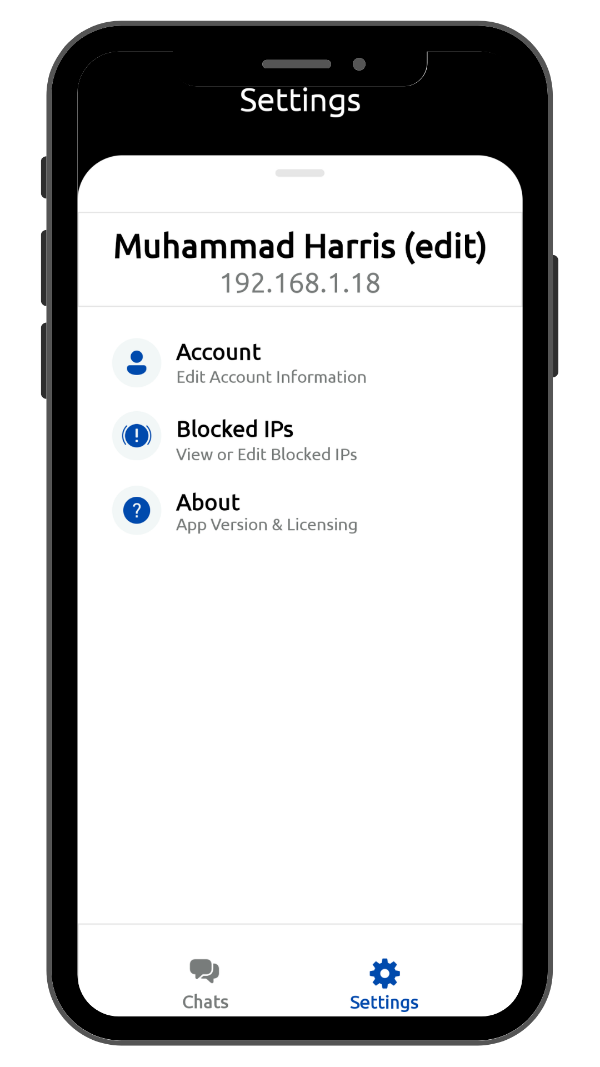 Settings
Muhammad Harris (edit)
192.168.1.18
Account
Edit Account Information
Blocked IPs
View or Edit Blocked IPs
About
App Version & Licensing
Chats
Settings